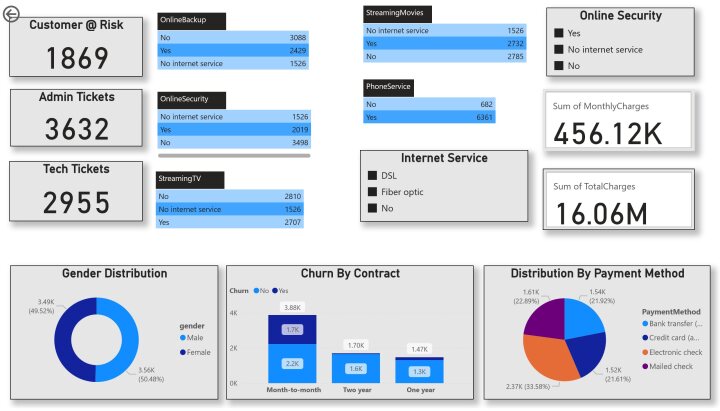 Customer @ Risk
1869
Admin Tickets
3632
Tech Tickets
2955
OnlineBackup
No 3088
Yes 2429
No internet service 1526
OnlineSecurity
No internet service 1526
Yes 2019
No 3498
StreamingTV
No 2810
No internet service 1526
Yes 2707
StreamingMovies
No internet service 1526
Yes 2732
No 2785
PhoneService
No 682
Yes 6361
Internet Service
DSL
Fiber optic
No
Online Security
Yes
No internet service
No
Sum of MonthlyCharges
456.12K
Sum of TotalCharges
16.06M
Gender Distribution
3.49K
(49.52%)
3.56K
(50.48%)
gender
Male
Female
Churn By Contract
Churn No Yes
4K
2K
0K
3.88K
1.7K
2.2K
1.70K
1.6K
1.47K
1.3K
Month-to-month Two year One year
Distribution By Payment Method
1.61K
(22.89%)
1.54K
(21.92%)
1.52K
(21.61%)
2.37K (33.58%)
PaymentMethod
Bank transfer (...
Credit card (a...
Electronic check
Mailed check